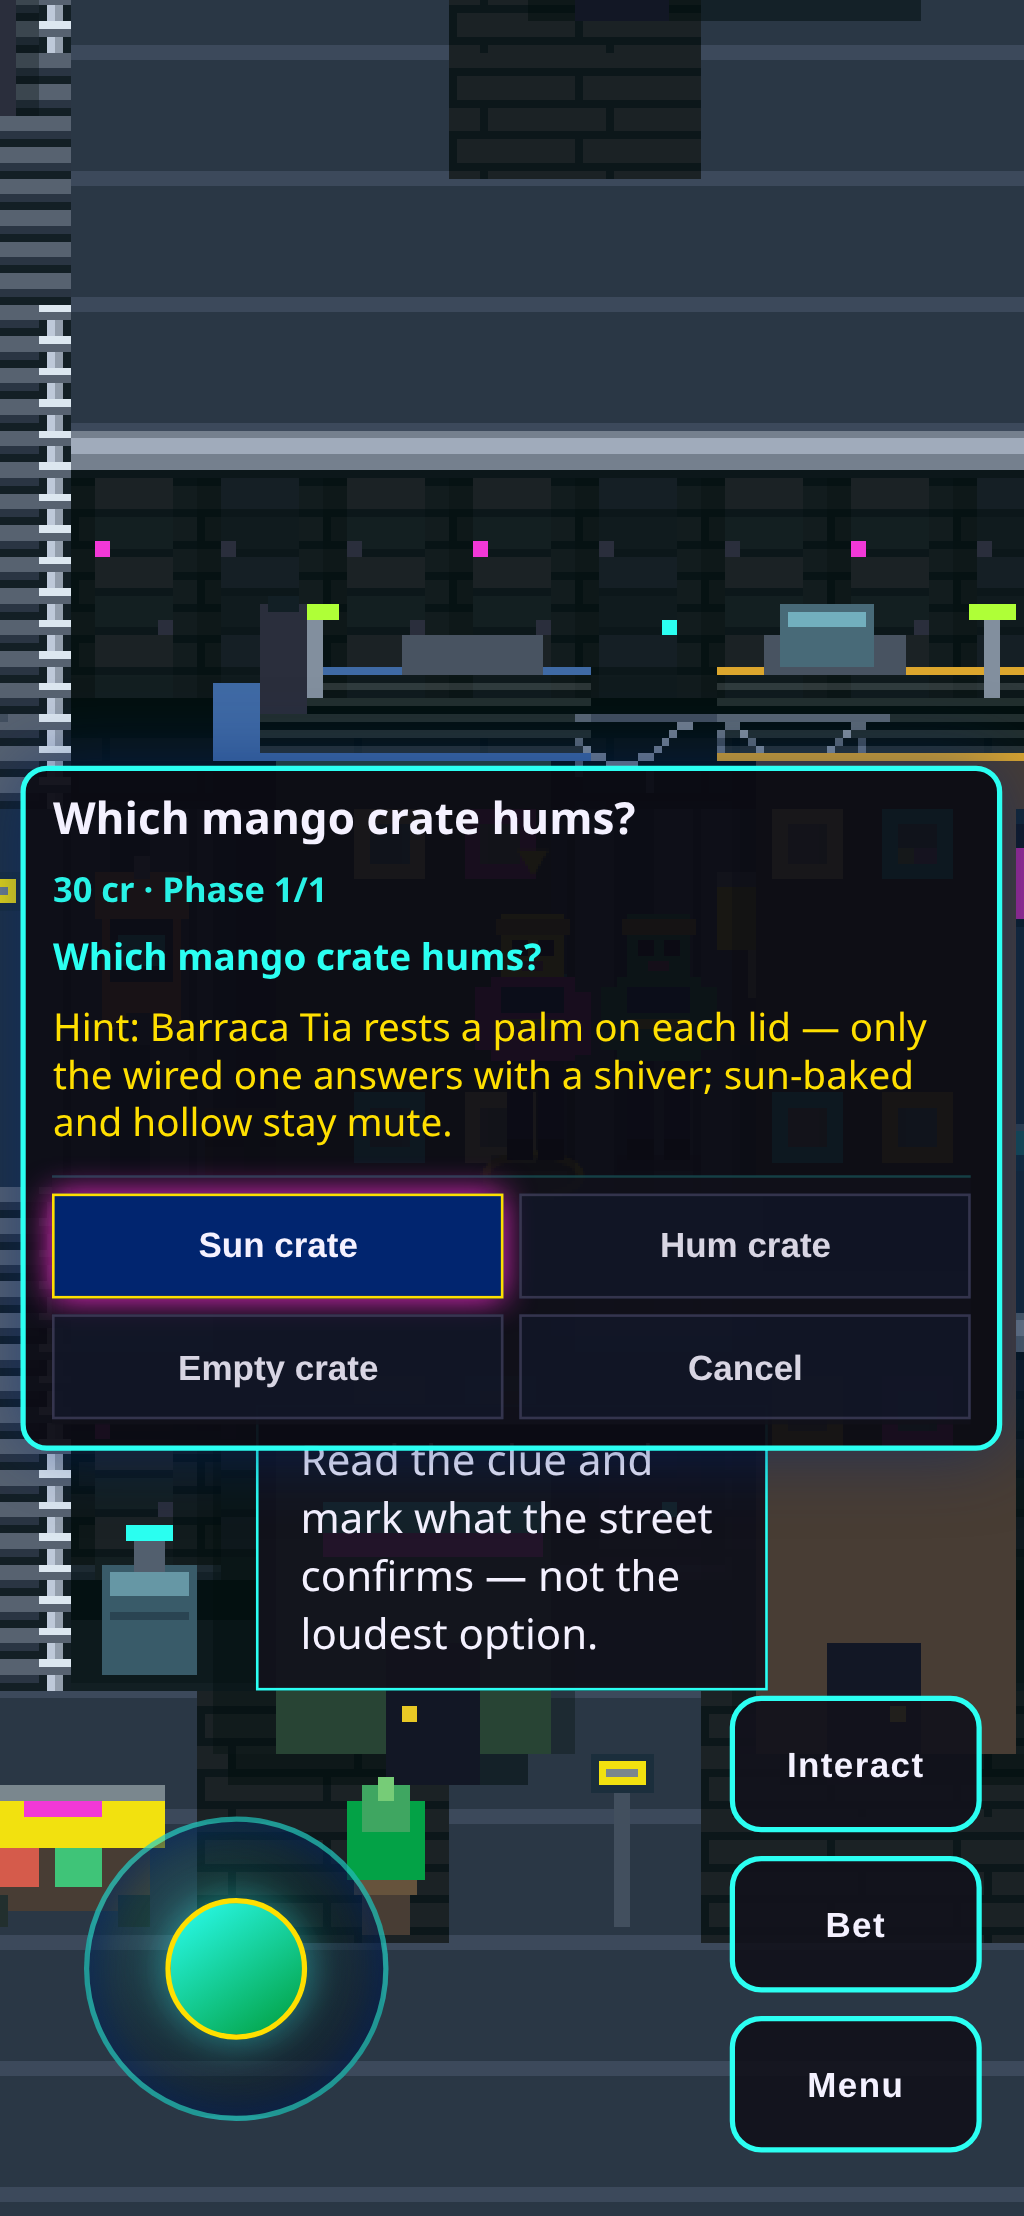 Which mango crate hums?
30 cr · Phase 1/1
Which mango crate hums?
Hint: Barraca Tia rests a palm on each lid — only
the wired one answers with a shiver; sun-baked
and hollow stay mute.
Sun crate
Hum crate
Empty crate
Cancel
Read the clue and
mark what the street
confirms — not the
loudest option.
Interact
Bet
Menu